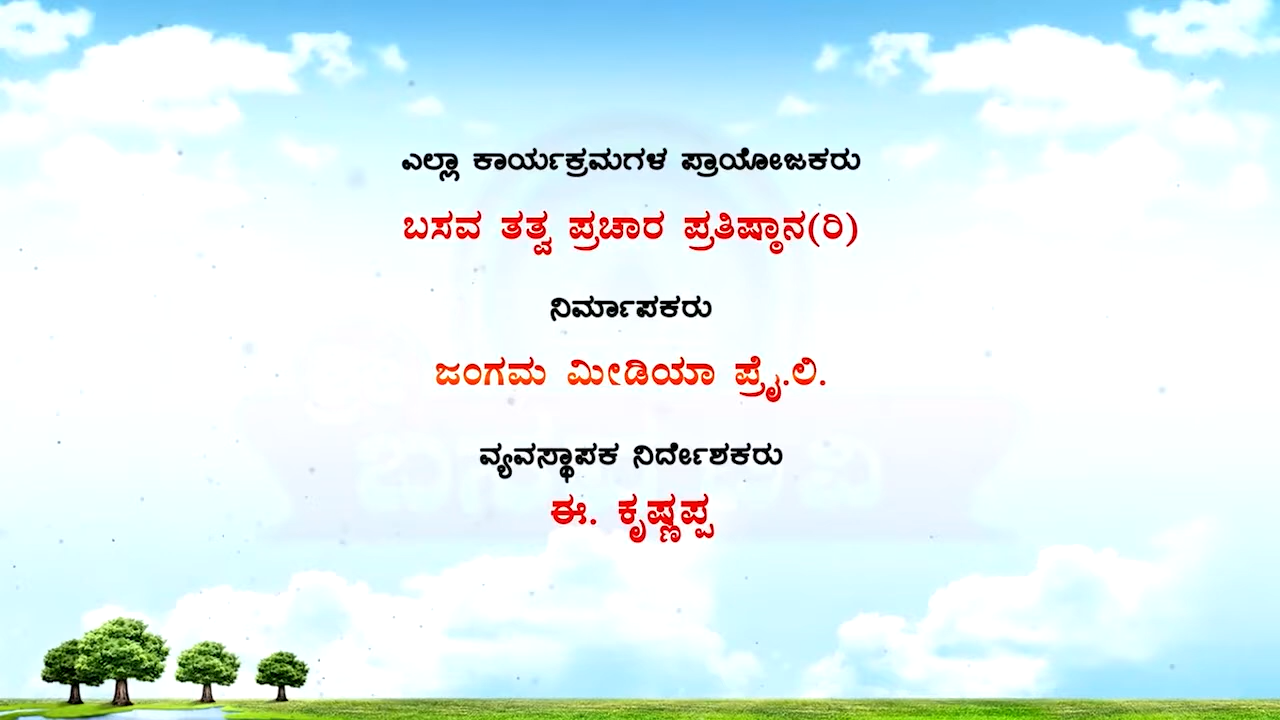 ಎಲ್ಲಾ ಕಾರ್ಯಕ್ರಮಗಳ ಪ್ರಾಯೋಜಕರು
ಬಸವ ತತ್ವ ಪ್ರಚಾರ ಪ್ರತಿಷ್ಠಾನ(ರಿ)
ನಿರ್ಮಾಪಕರು
ಜಂಗಮ ಮೀಡಿಯಾ ಪ್ರೈ.ಲಿ.
ವ್ಯವಸ್ಥಾಪಕ ನಿರ್ದೇಶಕರು
ಈ. ಕೃಷ್ಣಪ್ಪ